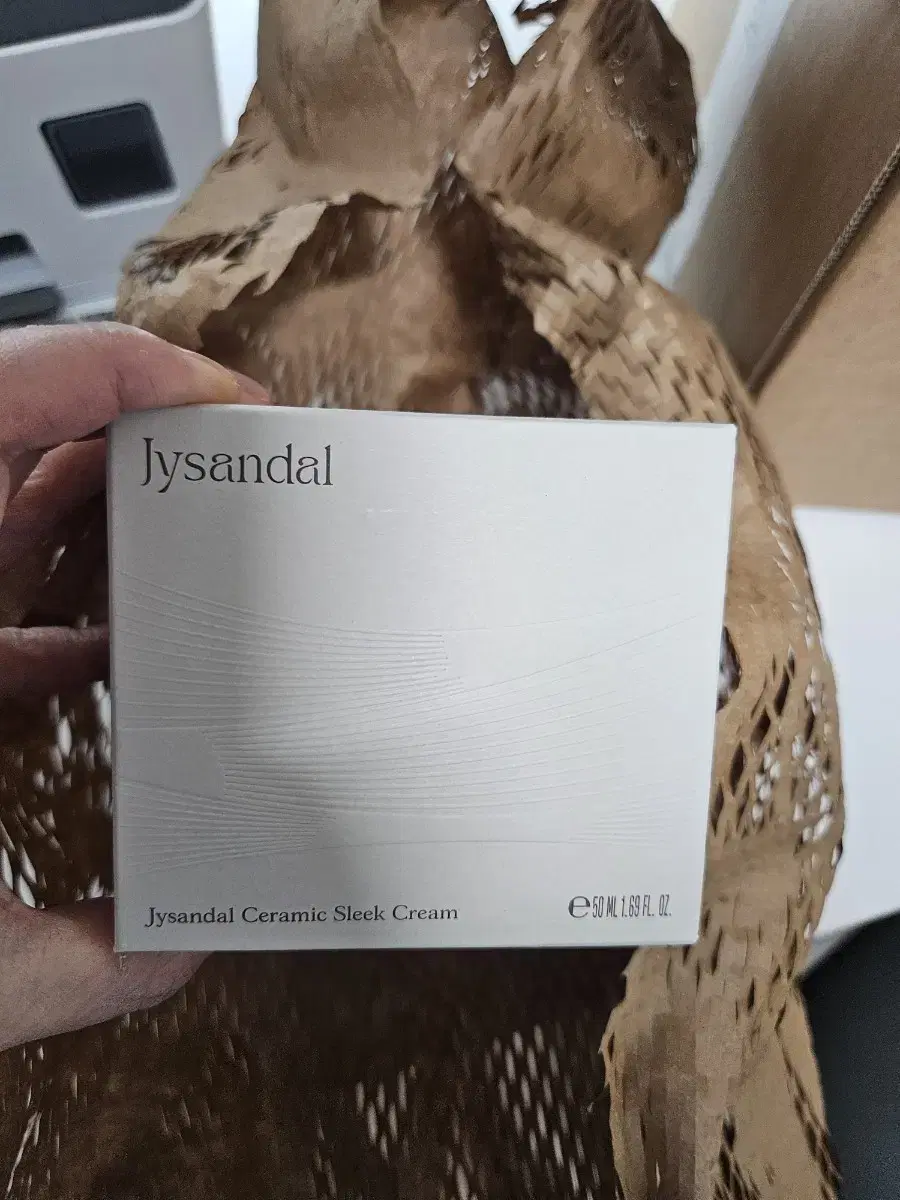 Jysandal
Jysandal Ceramic Sleek Cream
℮ 50 ML 1.69 FL. OZ.